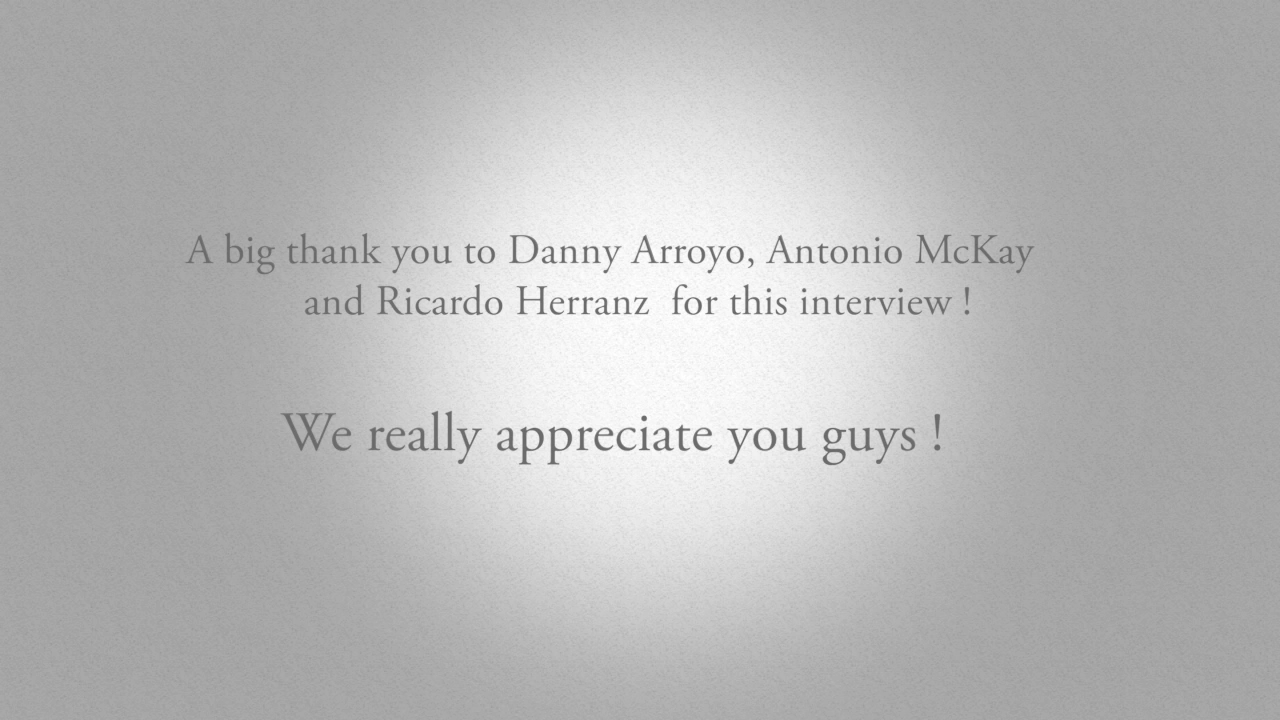 A big thank you to Danny Arroyo, Antonio McKay
and Ricardo Herranz  for this interview !
We really appreciate you guys !